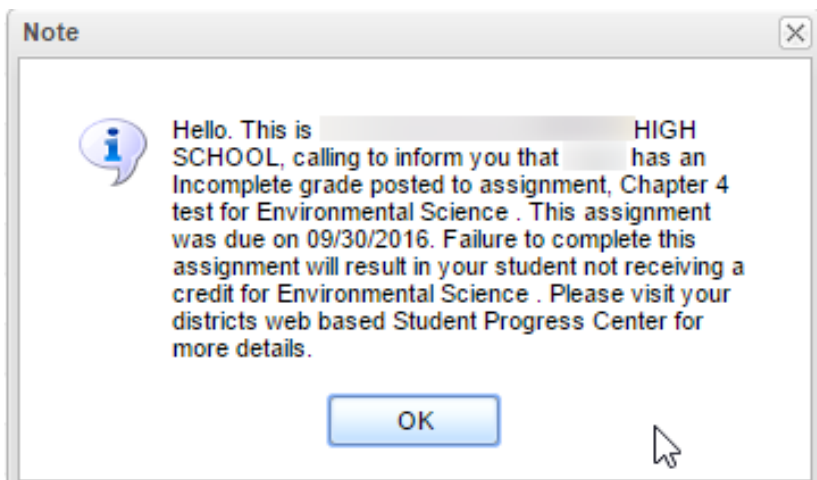 Note
Hello. This is HIGH
SCHOOL, calling to inform you that has an
Incomplete grade posted to assignment, Chapter 4
test for Environmental Science . This assignment
was due on 09/30/2016. Failure to complete this
assignment will result in your student not receiving a
credit for Environmental Science . Please visit your
districts web based Student Progress Center for
more details.
OK